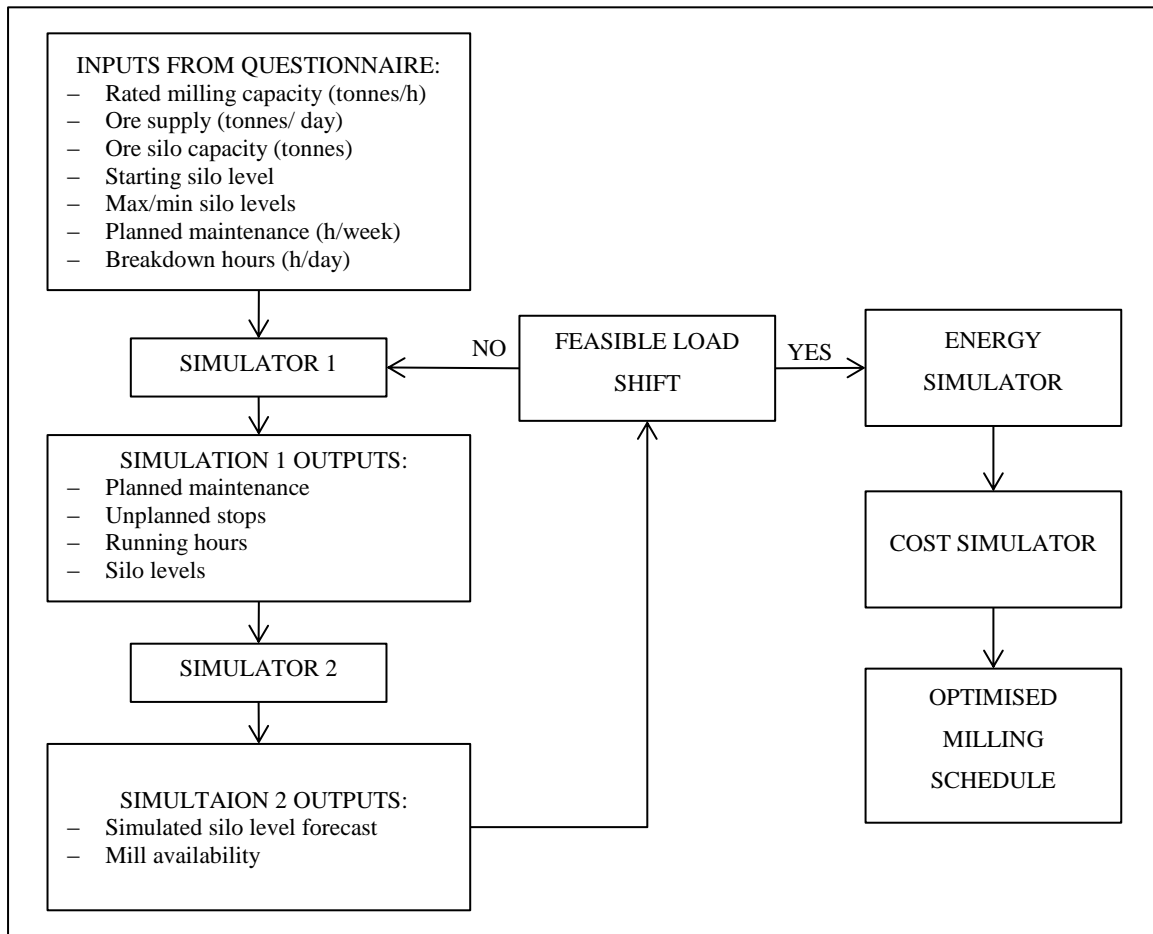 INPUTS FROM QUESTIONNAIRE:
– Rated milling capacity (tonnes/h)
– Ore supply (tonnes/ day)
– Ore silo capacity (tonnes)
– Starting silo level
– Max/min silo levels
– Planned maintenance (h/week)
– Breakdown hours (h/day)
SIMULATOR 1
SIMULATION 1 OUTPUTS:
– Planned maintenance
– Unplanned stops
– Running hours
– Silo levels
SIMULATOR 2
SIMULTAION 2 OUTPUTS:
– Simulated silo level forecast
– Mill availability
NO
FEASIBLE LOAD
SHIFT
YES
ENERGY
SIMULATOR
COST SIMULATOR
OPTIMISED
MILLING
SCHEDULE